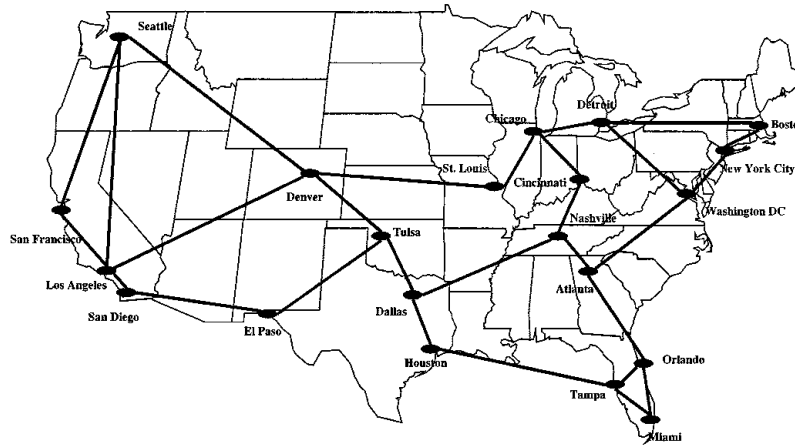 Seattle
Chicago
Detroit
Bosto
St. Louis
Cincinnati
New York City
Denver
Washington DC
San Francisco
Tulsa
Nashville
Los Angeles
Atlanta
San Diego
Dallas
El Paso
Houston
Orlando
Tampa
Miami